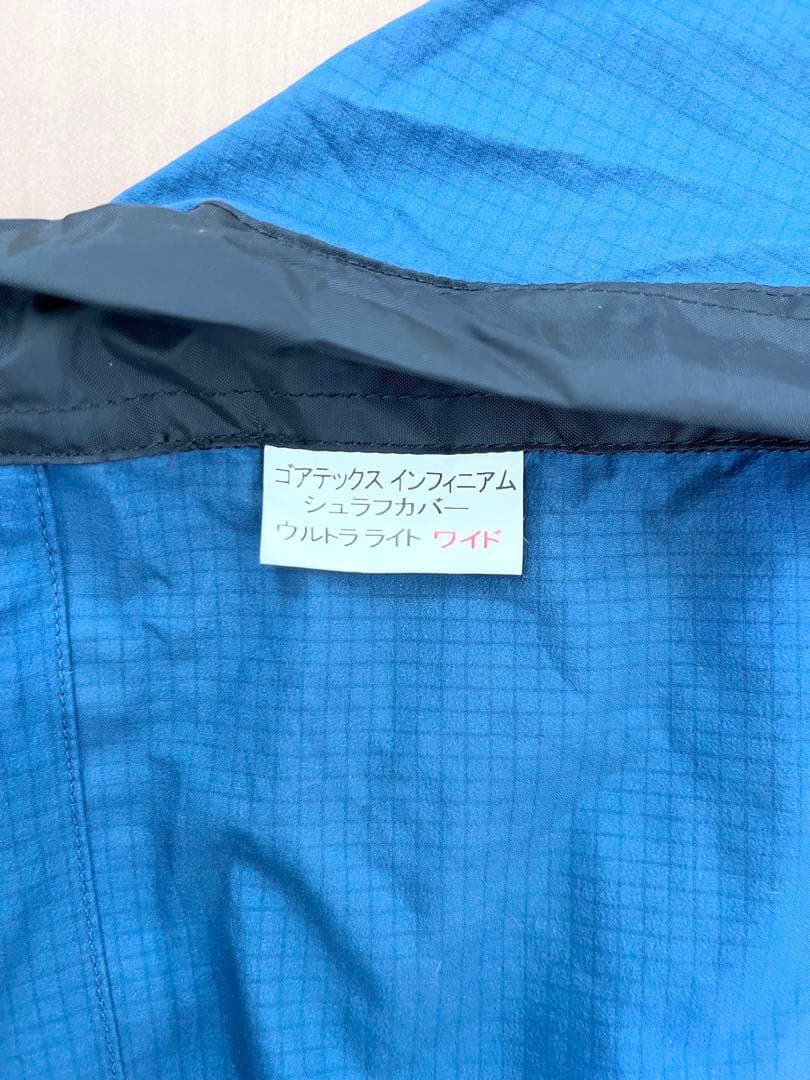 ゴアテックス インフィニアム
シュラフカバー
ウルトラライト ワイド